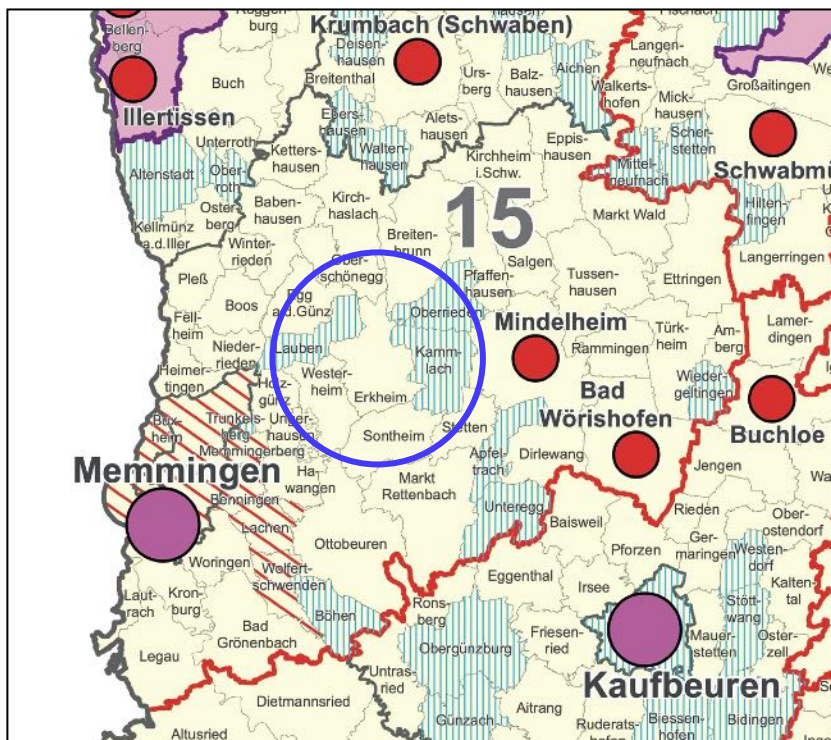 Roggen-
burg
Bellen-
berg
Buch
Illertissen
Krumbach (Schwaben)
Deisen-
hausen
Breitenthal
Urs-
berg
Balz-
hausen
Aichen
Langen-
neufnach
Walkerts-
hofen
Mick-
hausen
Großaitingen
Scher-
stetten
Schwabmü
Unterroth
Altenstadt
Ober-
roth
Ketters-
hausen
Ebers-
hausen
Walten-
hausen
Alets-
hausen
Kirchheim
i.Schw.
Eppis-
hausen
Mittel-
neufnach
Hilten-
fingen
Langerringen
Kellmünz
a.d.Iller
Oster-
berg
Baben-
hausen
Kirch-
haslach
15
Markt Wald
Winter-
rieden
Breiten-
brunn
Salgen
Ober-
schönegg
Pfaffen-
hausen
Tussen-
hausen
Ettringen
Pleß
Boos
Egg
a.d.Günz
Oberrieden
Mindelheim
Rammingen
Türk-
heim
Am-
berg
Lamer-
dingen
Fell-
heim
Heimer-
tingen
Niede-
rieden
Lauben
Wester-
heim
Kamm-
lach
Erkheim
Holz-
günz
Bad
Wörishofen
Wieder-
geltingen
Buchloe
Bux-
heim
Trunkels-
berg
Unger-
hausen
Memmingerberg
Sontheim
Stetten
Apfel-
trach
Dirlewang
Jengen
Memmingen
Benningen
Ha-
wangen
Markt
Rettenbach
Unteregg
Baisweil
Rieden
Ober-
ostendorf
Lachen
Ottobeuren
Pforzen
Ger-
maringen
Westen-
dorf
Woringen
Wolfert-
schwenden
Eggenthal
Irsee
Kalten-
tal
Laut-
rach
Kron-
burg
Böhen
Rons-
berg
Stött-
wang
Legau
Bad
Grönenbach
Obergünzburg
Friesen-
ried
Mauer-
stetten
Oster-
zell
Untras-
ried
Kaufbeuren
Dietmannsried
Günzach
Aitrang
Altusried
Ruderats-
hofen
Biessen-
hofen
Bidingen